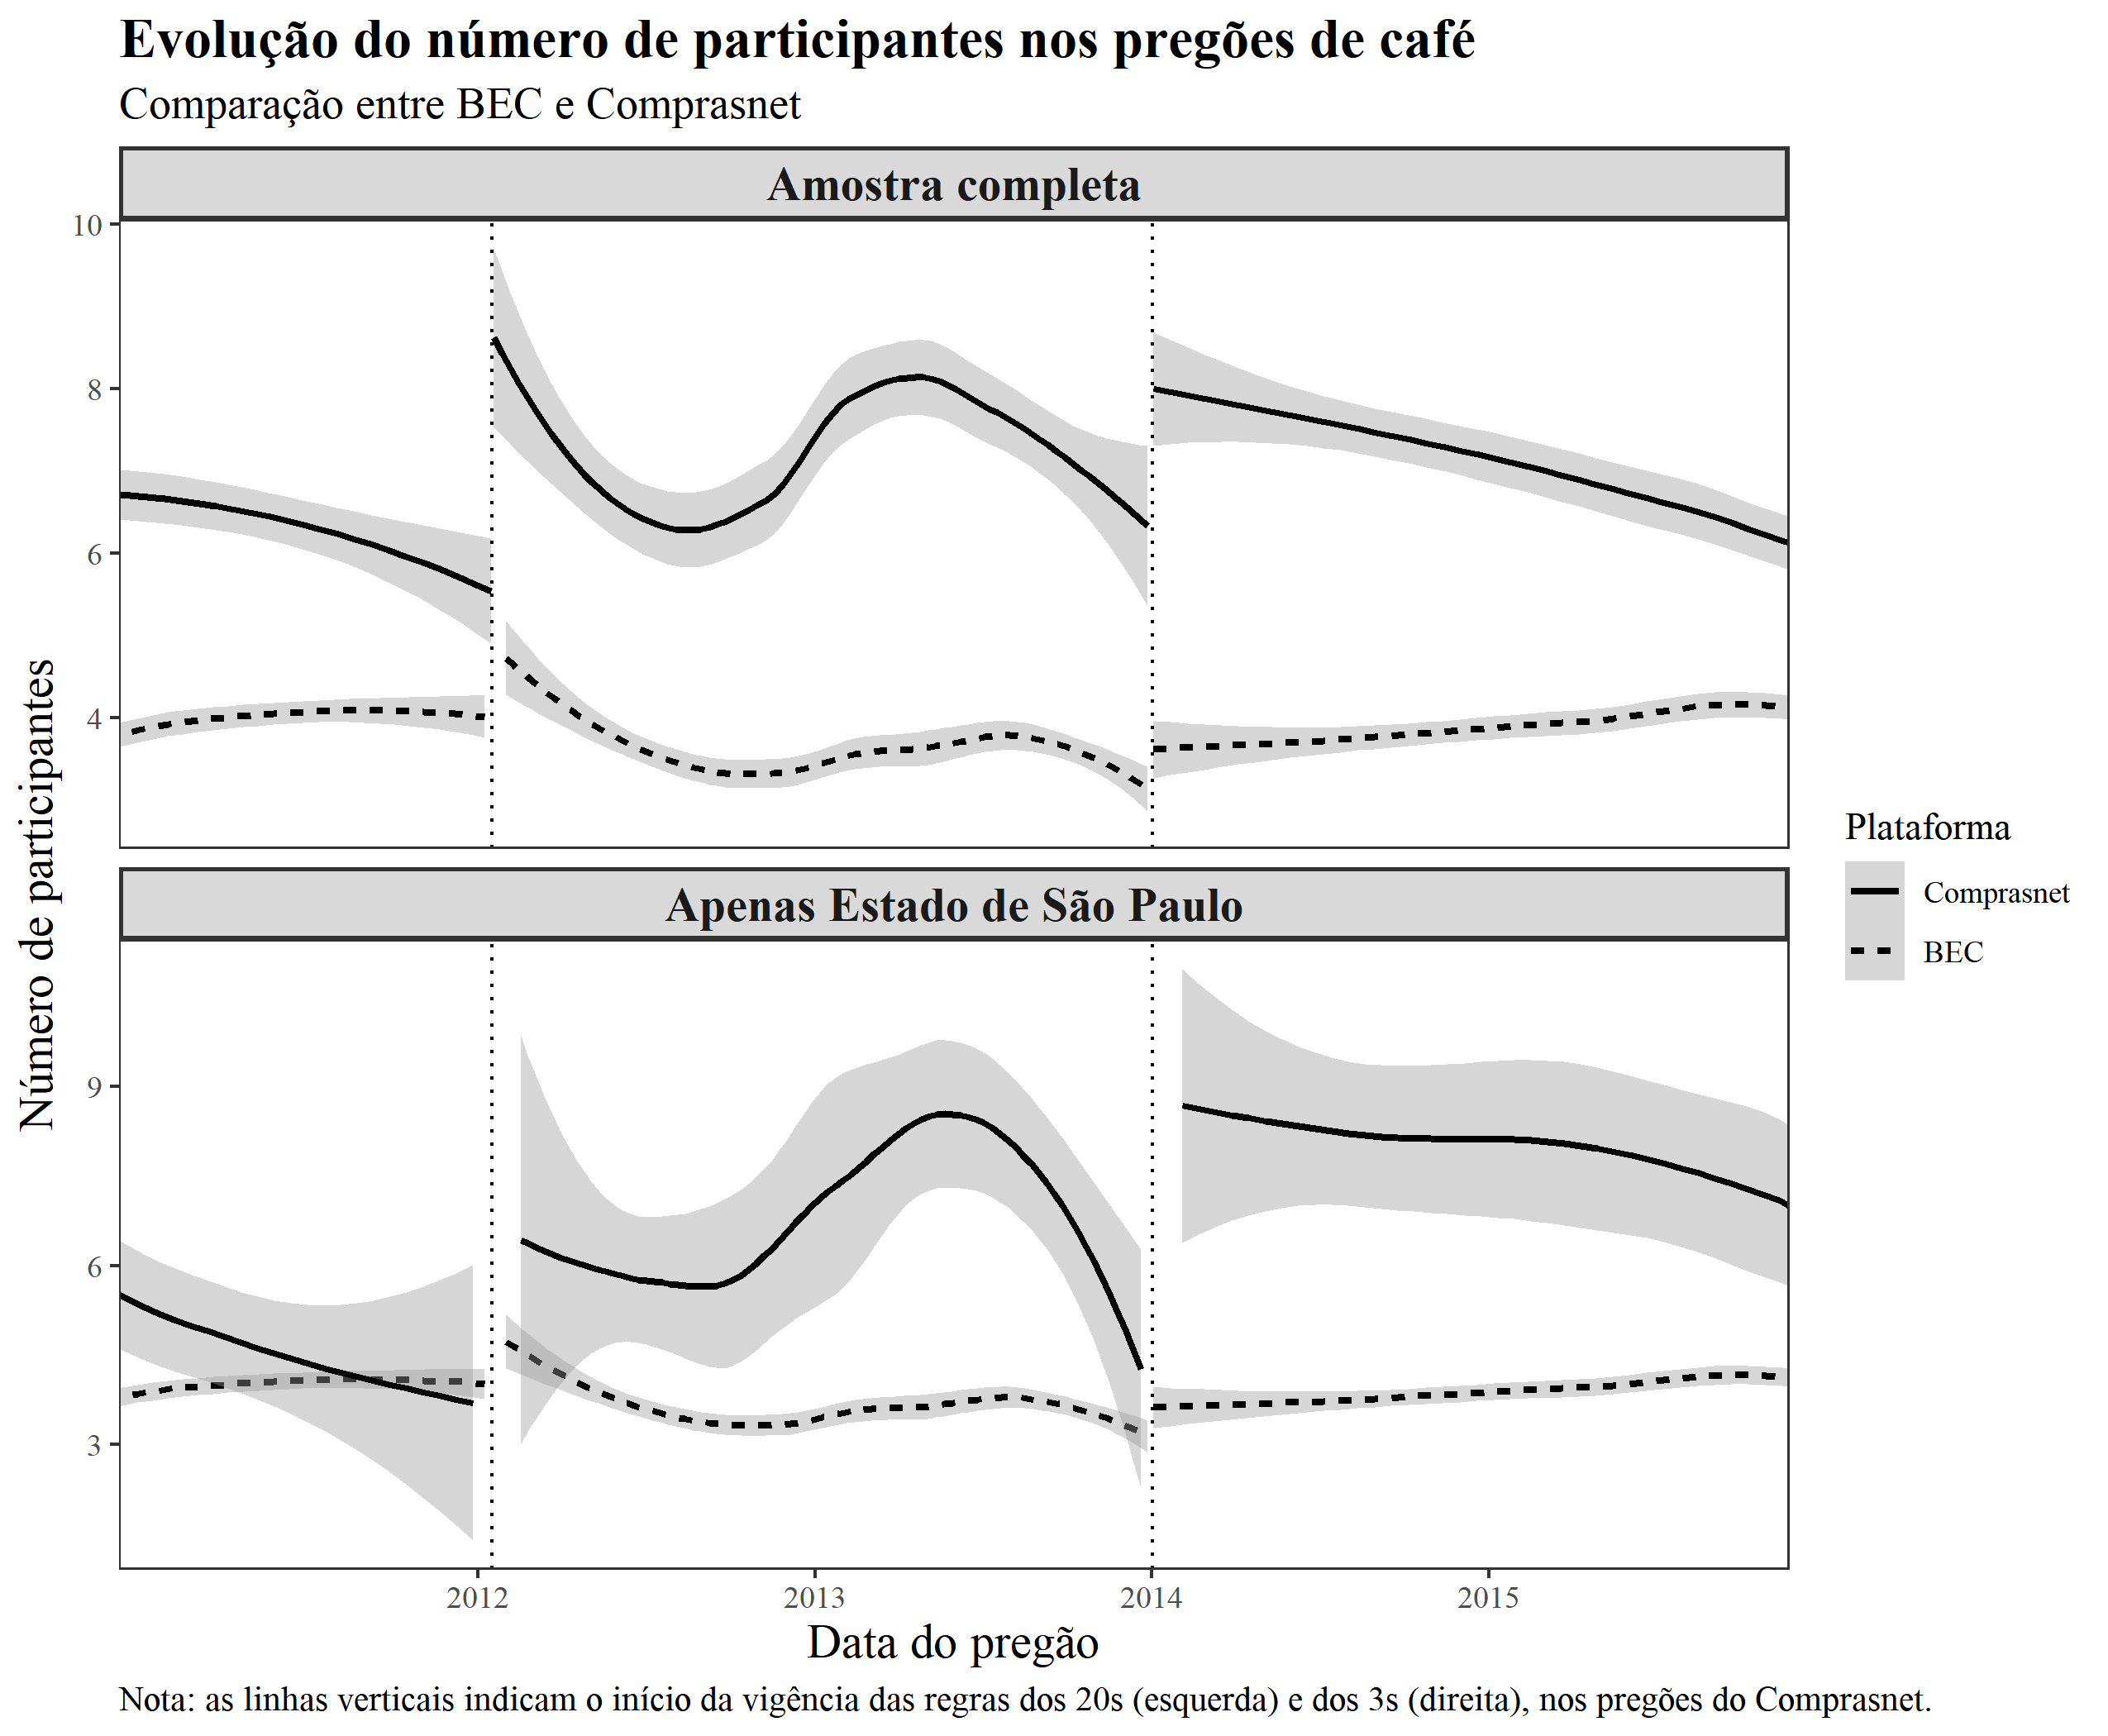 Evolução do número de participantes nos pregões de café
Comparação entre BEC e Comprasnet
Amostra completa
10
8
6
4
Número de participantes
Apenas Estado de São Paulo
9
6
3
2012
2013
2014
2015
Data do pregão
Plataforma
Comprasnet
BEC
Nota: as linhas verticais indicam o início da vigência das regras dos 20s (esquerda) e dos 3s (direita), nos pregões do Comprasnet.